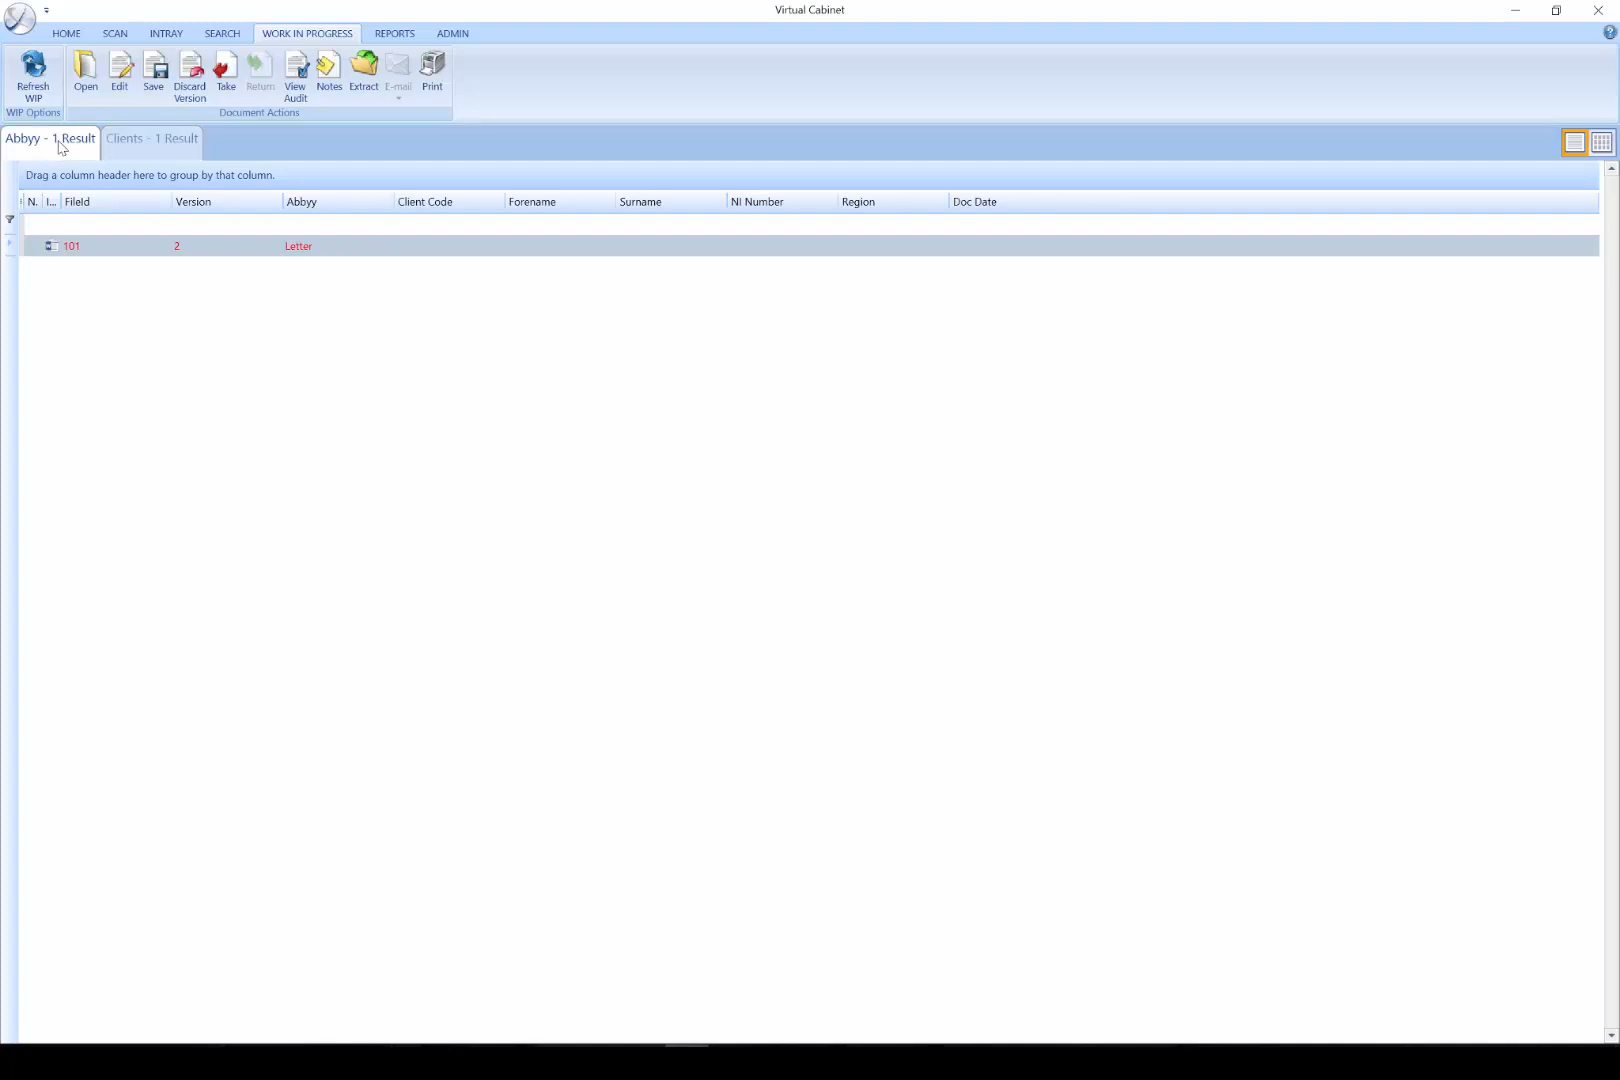 Virtual Cabinet
HOME SCAN INTRAY SEARCH WORK IN PROGRESS REPORTS ADMIN
Refresh WIP Open Edit Save Discard Version Take Return View Audit Notes Extract E-mail Print
WIP Options Document Actions
Abbyy - 1 Result Clients - 1 Result
Drag a column header here to group by that column.
N. I... FileId Version Abbyy Client Code Forename Surname NI Number Region Doc Date
101 2 Letter